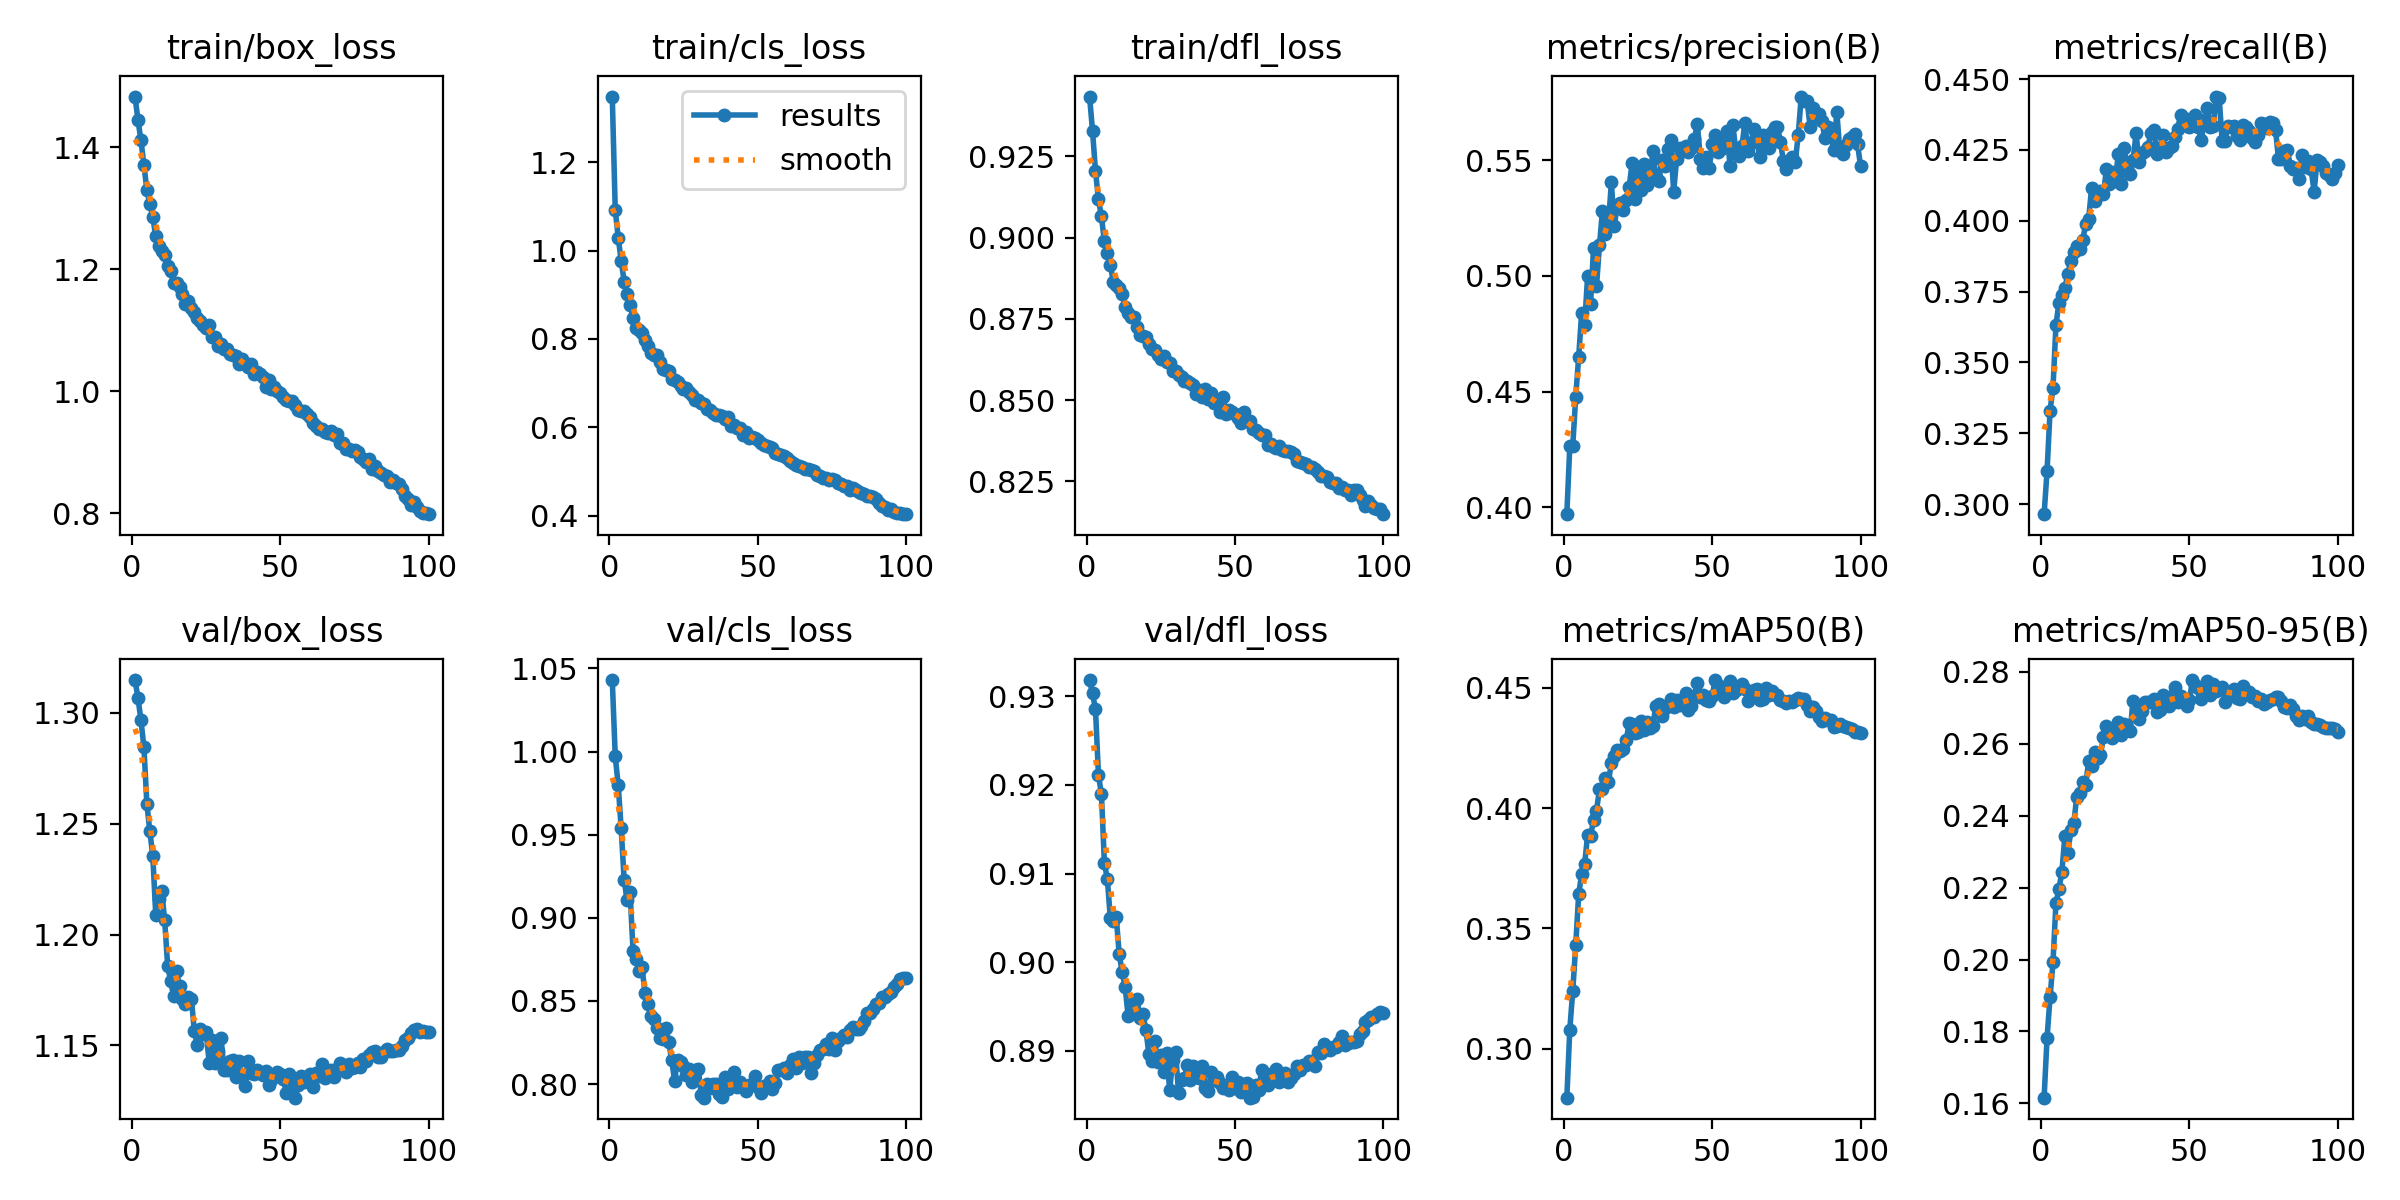 train/box_loss
1.4
1.2
1.0
0.8
0 50 100
train/cls_loss
results
smooth
1.2
1.0
0.8
0.6
0.4
0 50 100
train/dfl_loss
0.925
0.900
0.875
0.850
0.825
0 50 100
metrics/precision(B)
0.55
0.50
0.45
0.40
0 50 100
metrics/recall(B)
0.450
0.425
0.400
0.375
0.350
0.325
0.300
0 50 100
val/box_loss
1.30
1.25
1.20
1.15
0 50 100
val/cls_loss
1.05
1.00
0.95
0.90
0.85
0.80
0 50 100
val/dfl_loss
0.93
0.92
0.91
0.90
0.89
0 50 100
metrics/mAP50(B)
0.45
0.40
0.35
0.30
0 50 100
metrics/mAP50-95(B)
0.28
0.26
0.24
0.22
0.20
0.18
0.16
0 50 100